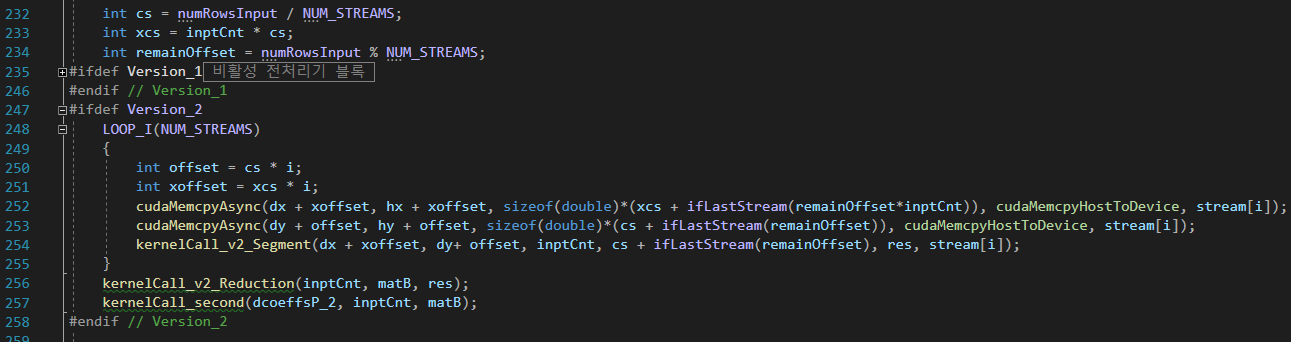 232 int cs = numRowsInput / NUM_STREAMS;
233 int xcs = inptCnt * cs;
234 int remainOffset = numRowsInput % NUM_STREAMS;
235 #ifdef Version_1 비활성 전처리기 블록
246 #endif // Version_1
247 #ifdef Version_2
248 LOOP_I(NUM_STREAMS)
249 {
250 int offset = cs * i;
251 int xoffset = xcs * i;
252 cudaMemcpyAsync(dx + xoffset, hx + xoffset, sizeof(double)*(xcs + ifLastStream(remainOffset*inptCnt)), cudaMemcpyHostToDevice, stream[i]);
253 cudaMemcpyAsync(dy + offset, hy + offset, sizeof(double)*(cs + ifLastStream(remainOffset)), cudaMemcpyHostToDevice, stream[i]);
254 kernelCall_v2_Segment(dx + xoffset, dy+ offset, inptCnt, cs + ifLastStream(remainOffset), res, stream[i]);
255 }
256 kernelCall_v2_Reduction(inptCnt, matB, res);
257 kernelCall_second(dcoeffsP_2, inptCnt, matB);
258 #endif // Version_2
259